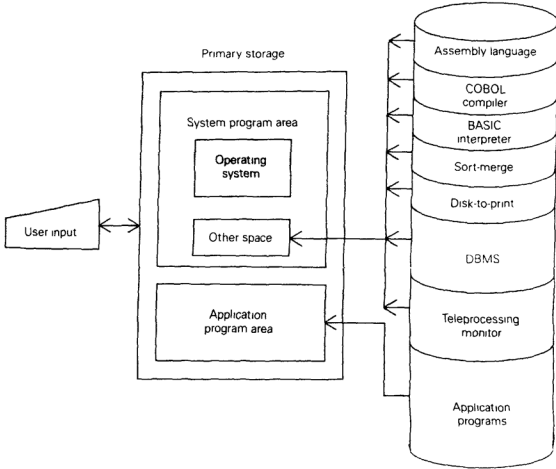 Primary storage
System program area
Operating
system
Other space
User input
Application
program area
Assembly language
COBOL
compiler
BASIC
interpreter
Sort-merge
Disk-to-print
DBMS
Teleprocessing
monitor
Application
programs